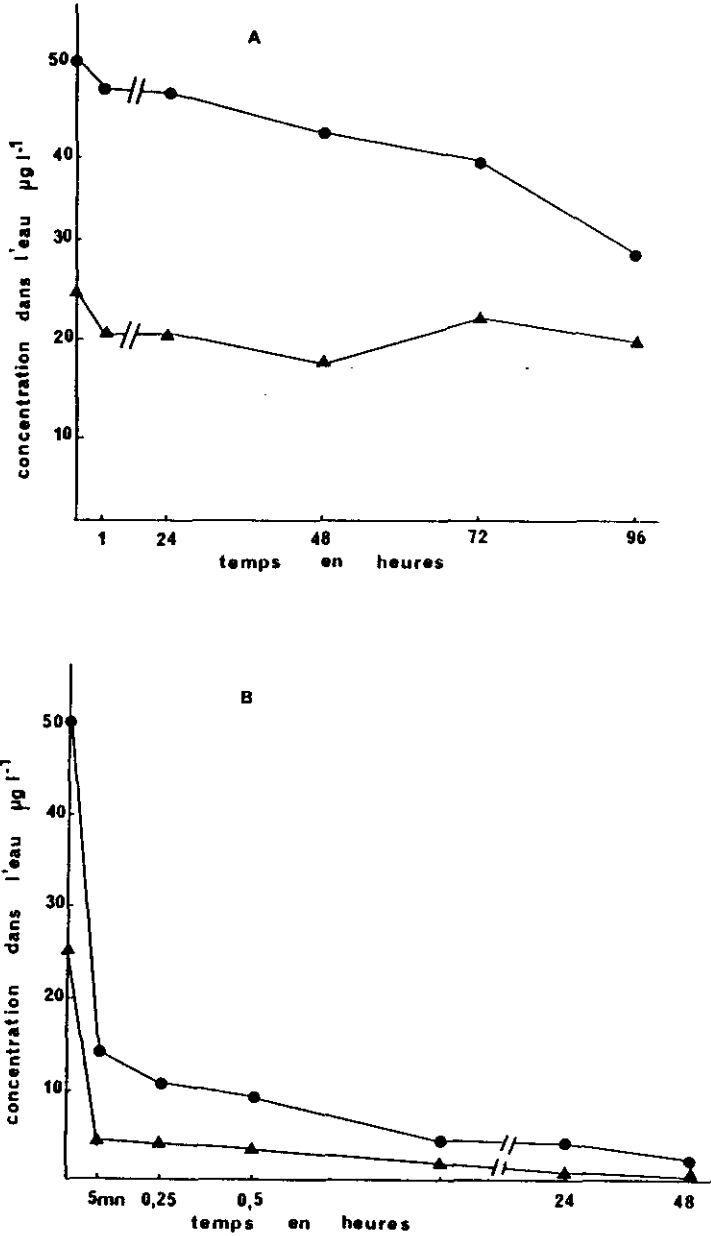 A
50
40
30
20
10
concentration dans l'eau µg l-1
1 24 48 72 96
temps en heures
B
50
40
30
20
10
concentration dans l'eau µg l-1
5mn 0,25 0,5 24 48
temps en heures